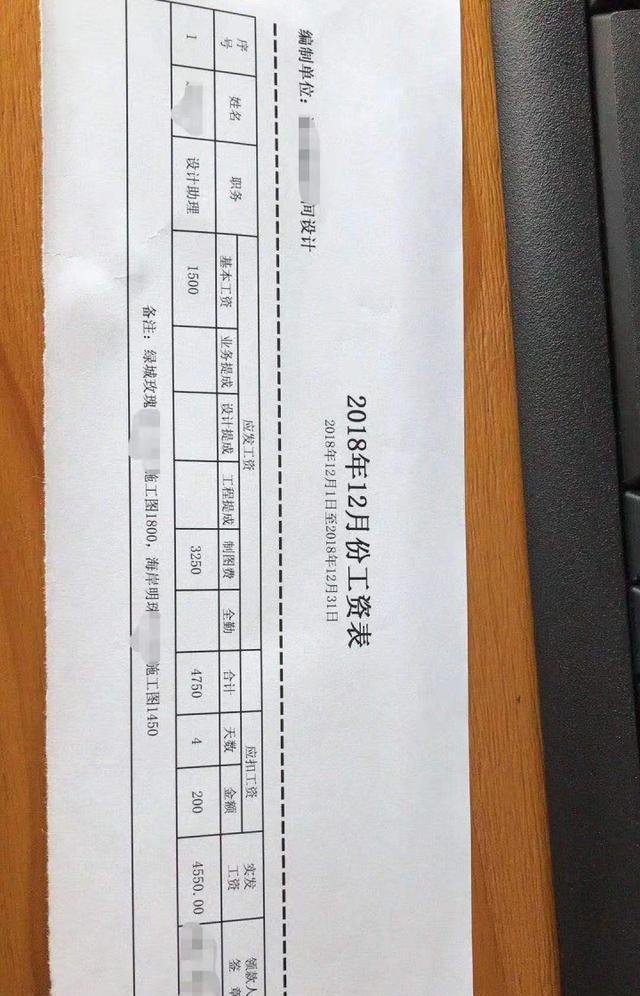 2018年12月份工资表
2018年12月1日至2018年12月31日
编制单位： 间设计
序号 姓名 职务 应发工资 应扣工资 实发工资 领款人签章
基本工资 业务提成 设计提成 工程提成 制图费 全勤 合计 天数 金额
1 设计助理 1500 3250 4750 4 200 4550.00
备注：绿城玫瑰 施工图1800，海岸明珠 施工图1450